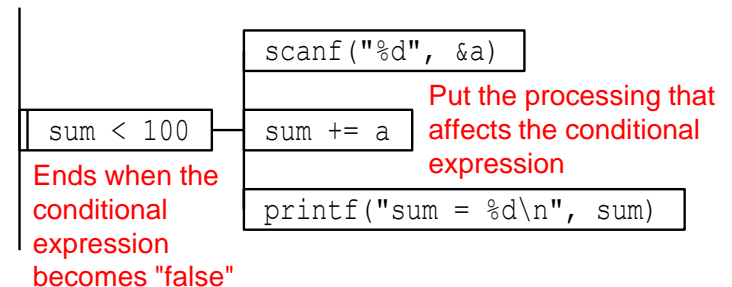 scanf("%d", &a)
sum < 100
sum += a
Put the processing that
affects the conditional
expression
Ends when the
conditional
expression
becomes "false"
printf("sum = %d\n", sum)